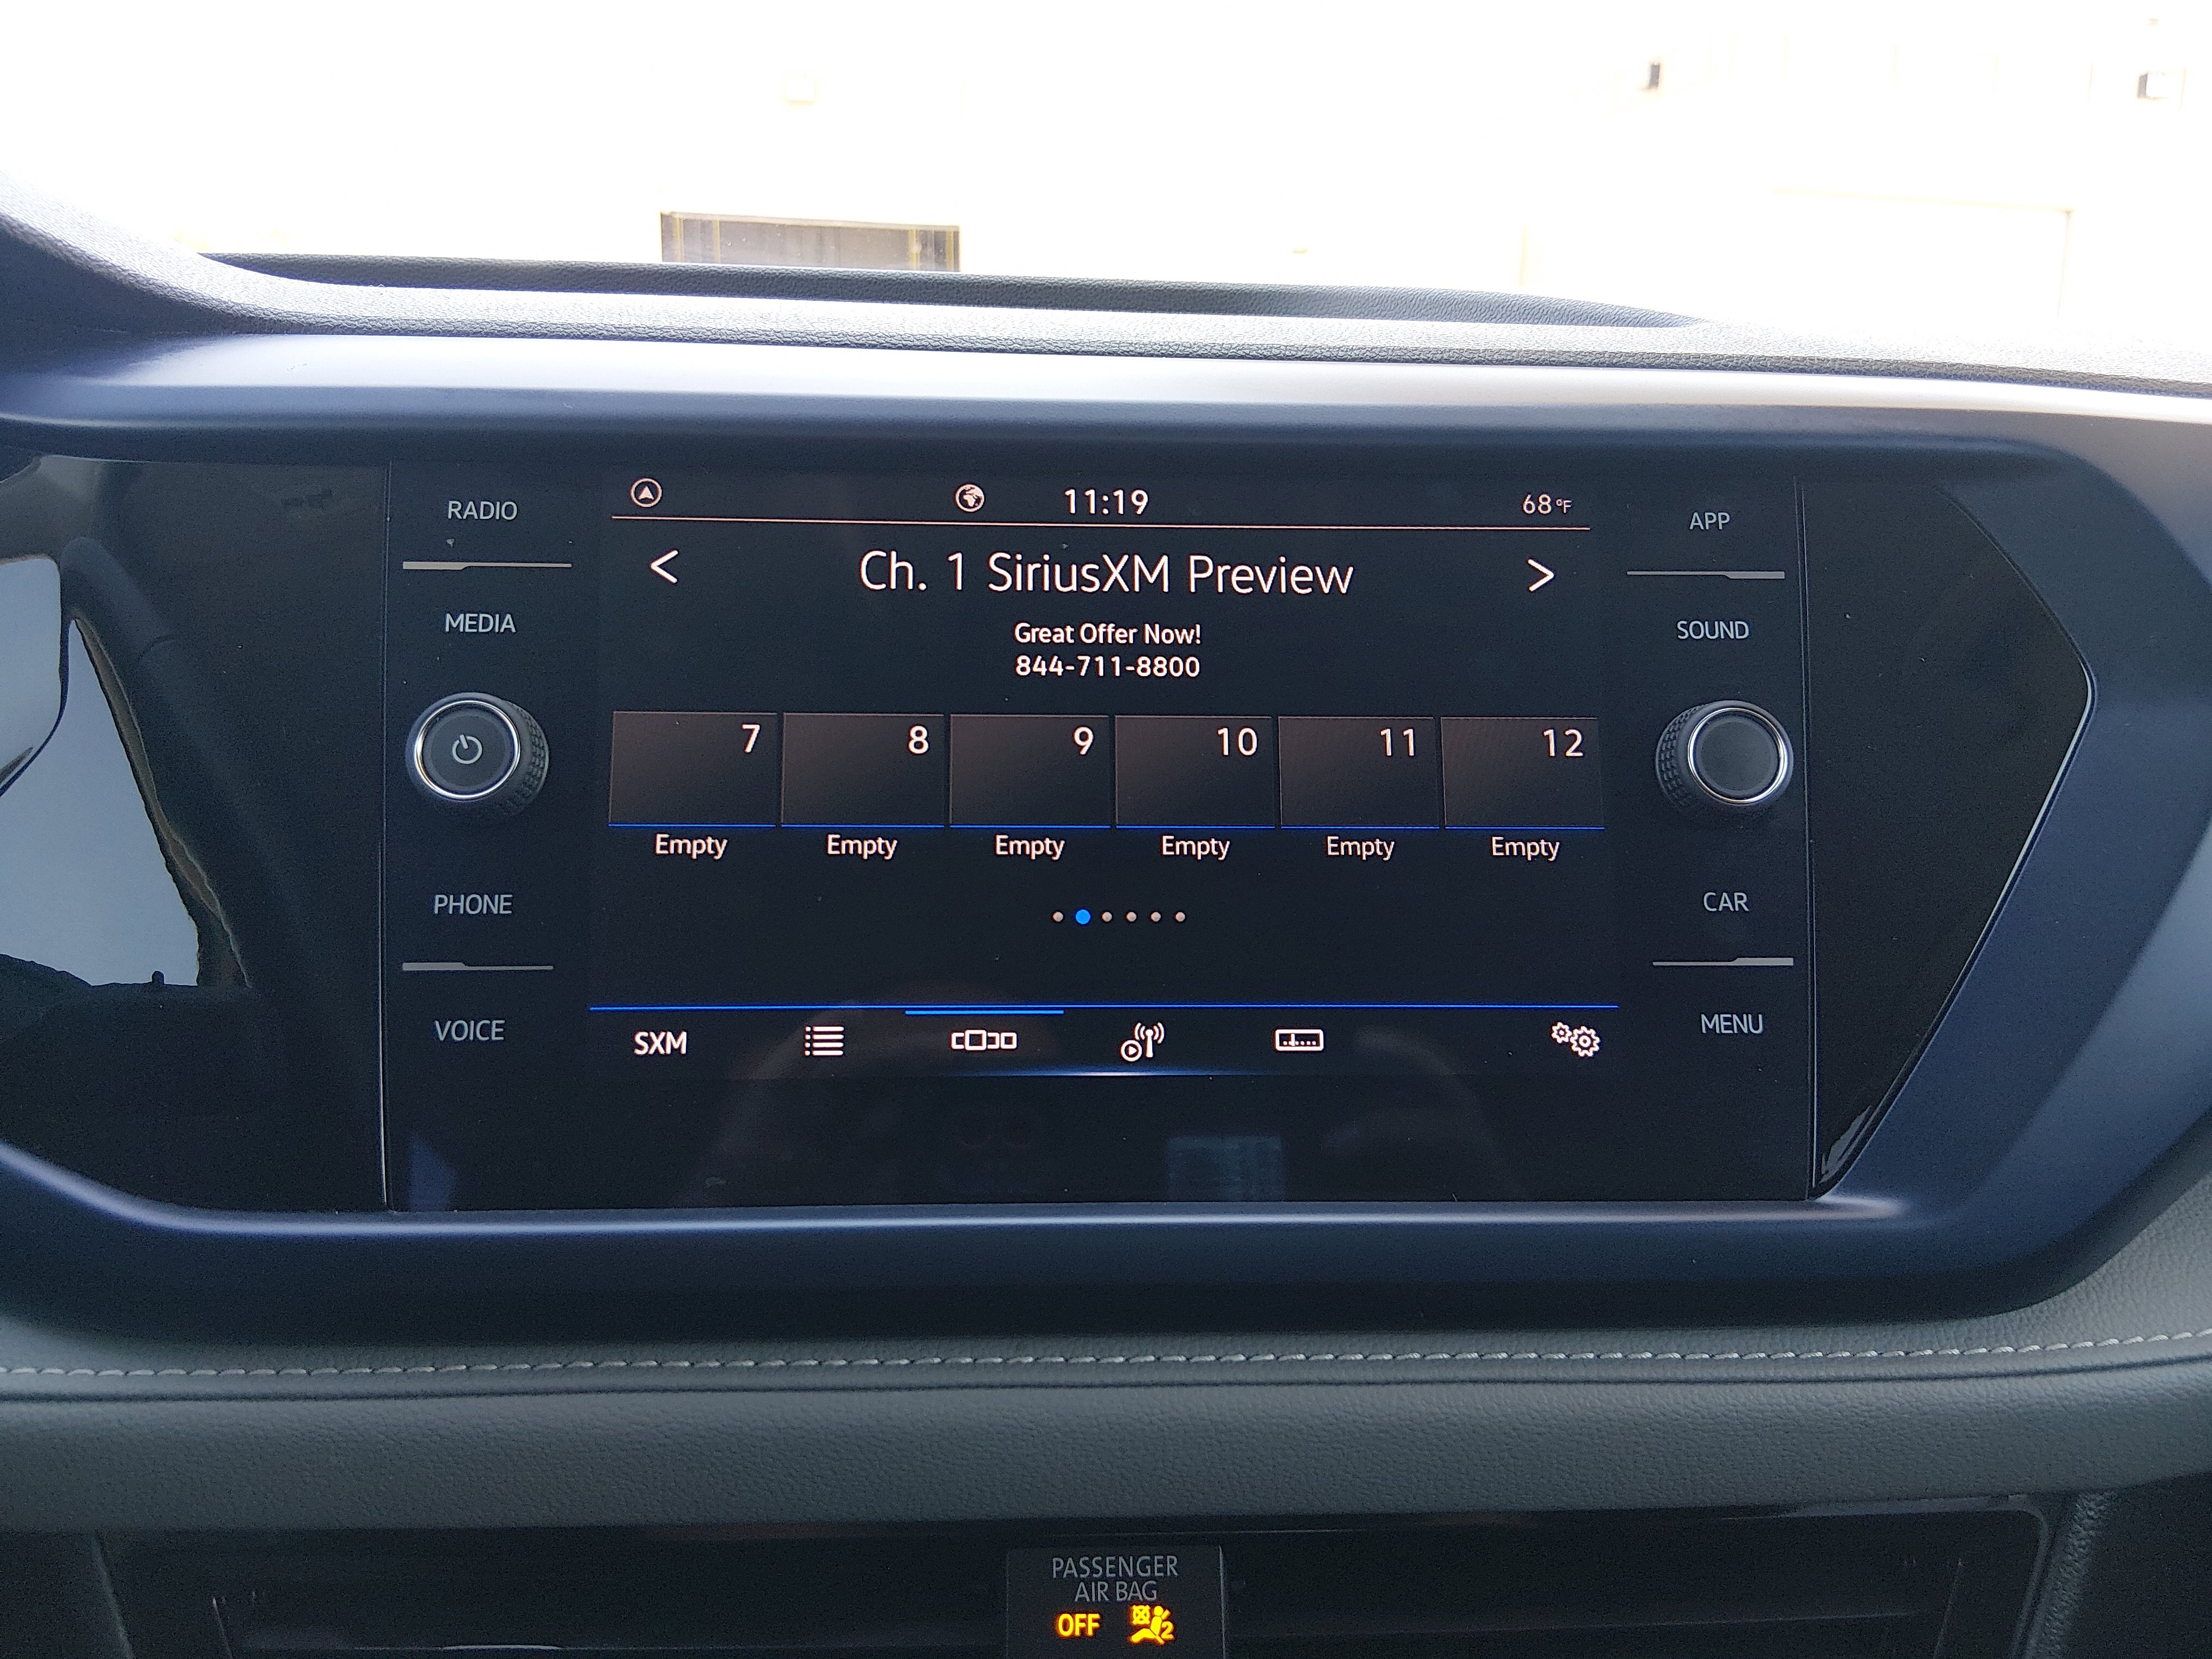 RADIO
MEDIA
PHONE
VOICE
11:19
68°F
< Ch. 1 SiriusXM Preview >
Great Offer Now!
844-711-8800
7 8 9 10 11 12
Empty Empty Empty Empty Empty Empty
SXM
APP
SOUND
CAR
MENU
PASSENGER
AIR BAG
OFF
2